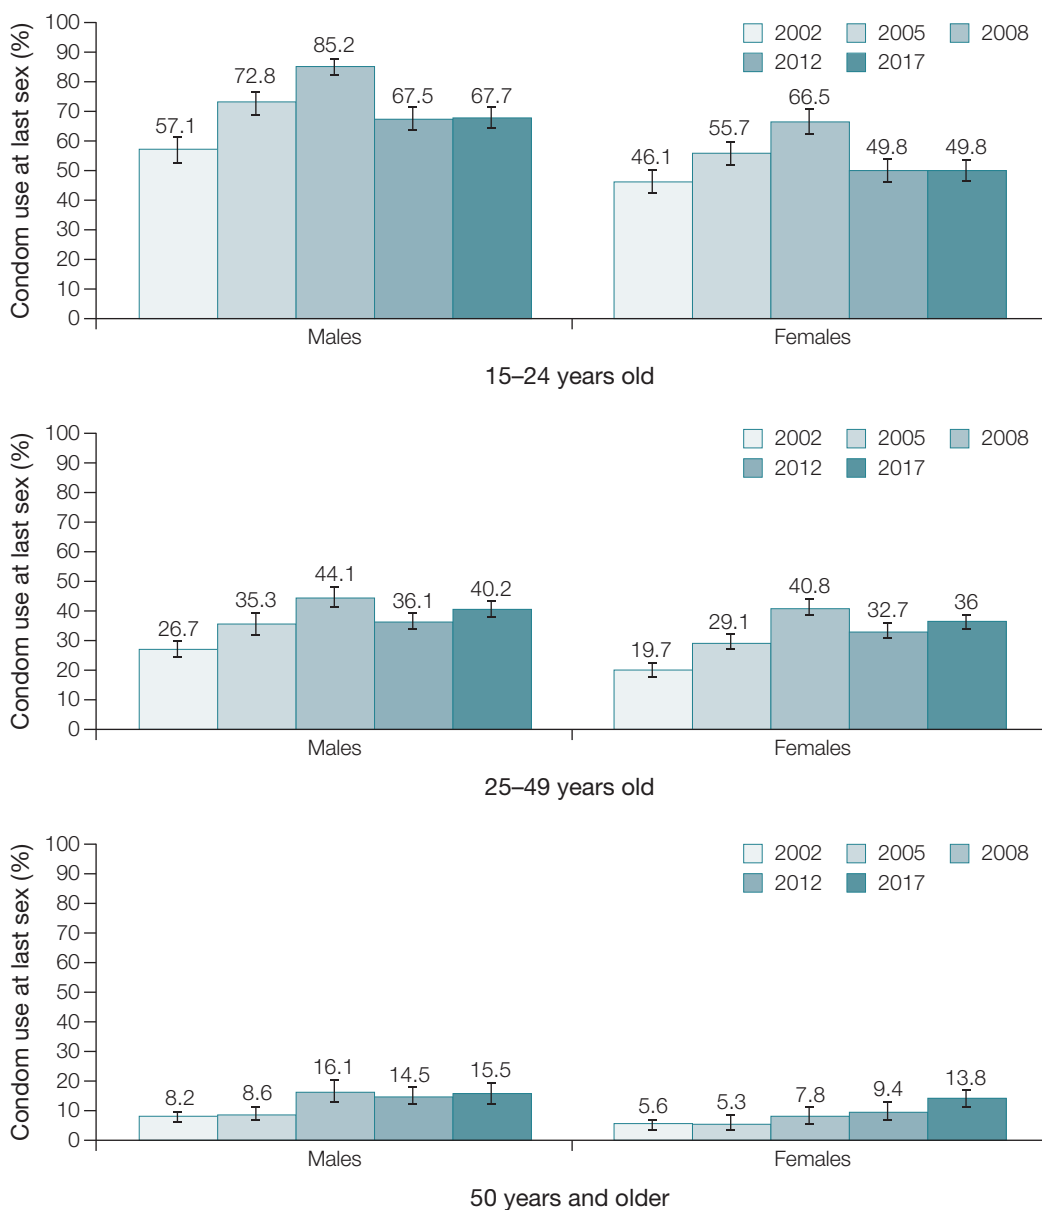 Condom use at last sex (%)
100
90
80
70
60
50
40
30
20
10
0
2002 2005 2008
2012 2017
57.1 72.8 85.2 67.5 67.7
46.1 55.7 66.5 49.8 49.8
Males Females
15–24 years old
Condom use at last sex (%)
100
90
80
70
60
50
40
30
20
10
0
2002 2005 2008
2012 2017
26.7 35.3 44.1 36.1 40.2
19.7 29.1 40.8 32.7 36
Males Females
25–49 years old
Condom use at last sex (%)
100
90
80
70
60
50
40
30
20
10
0
2002 2005 2008
2012 2017
8.2 8.6 16.1 14.5 15.5
5.6 5.3 7.8 9.4 13.8
Males Females
50 years and older